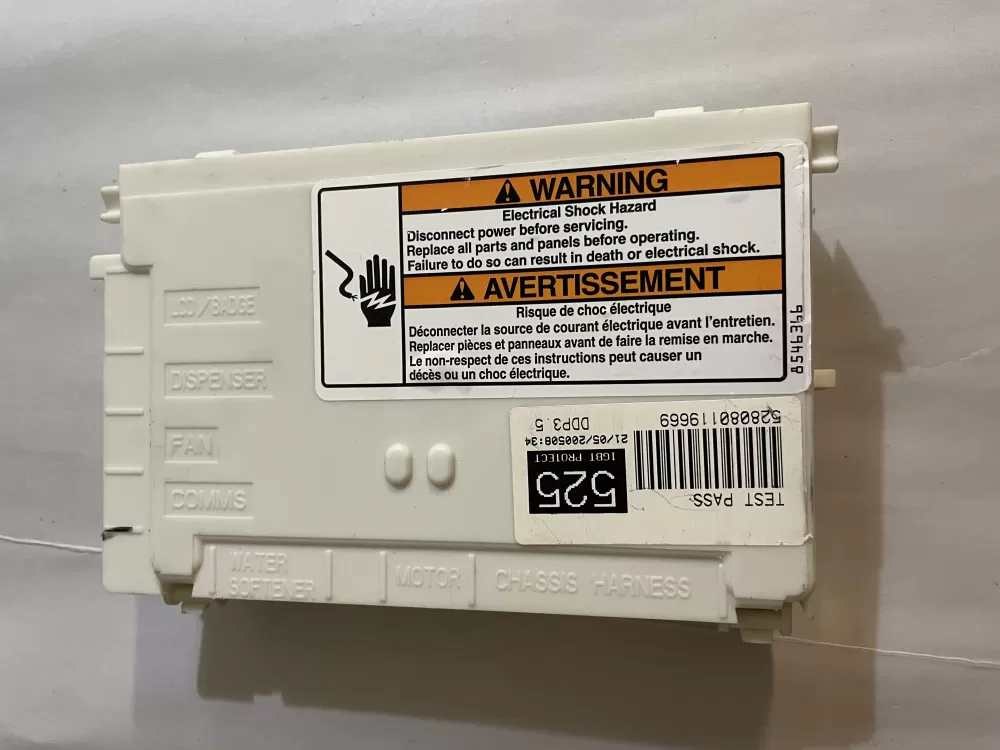 WARNING
Electrical Shock Hazard
Disconnect power before servicing.
Replace all parts and panels before operating.
Failure to do so can result in death or electrical shock.
AVERTISSEMENT
Risque de choc électrique
Déconnecter la source de courant électrique avant l'entretien.
Replacer pièces et panneaux avant de faire la remise en marche.
Le non-respect de ces instructions peut causer un
décès ou un choc électrique.
8546366
LCD/BADGE
DISPENSER
FAN
COMMS
TEST PASS
525
IGBT PROJECT
21/05/200508:34
DDP3.5
528080119669
WATER
SOFTENER
MOTOR
CHASSIS HARNESS